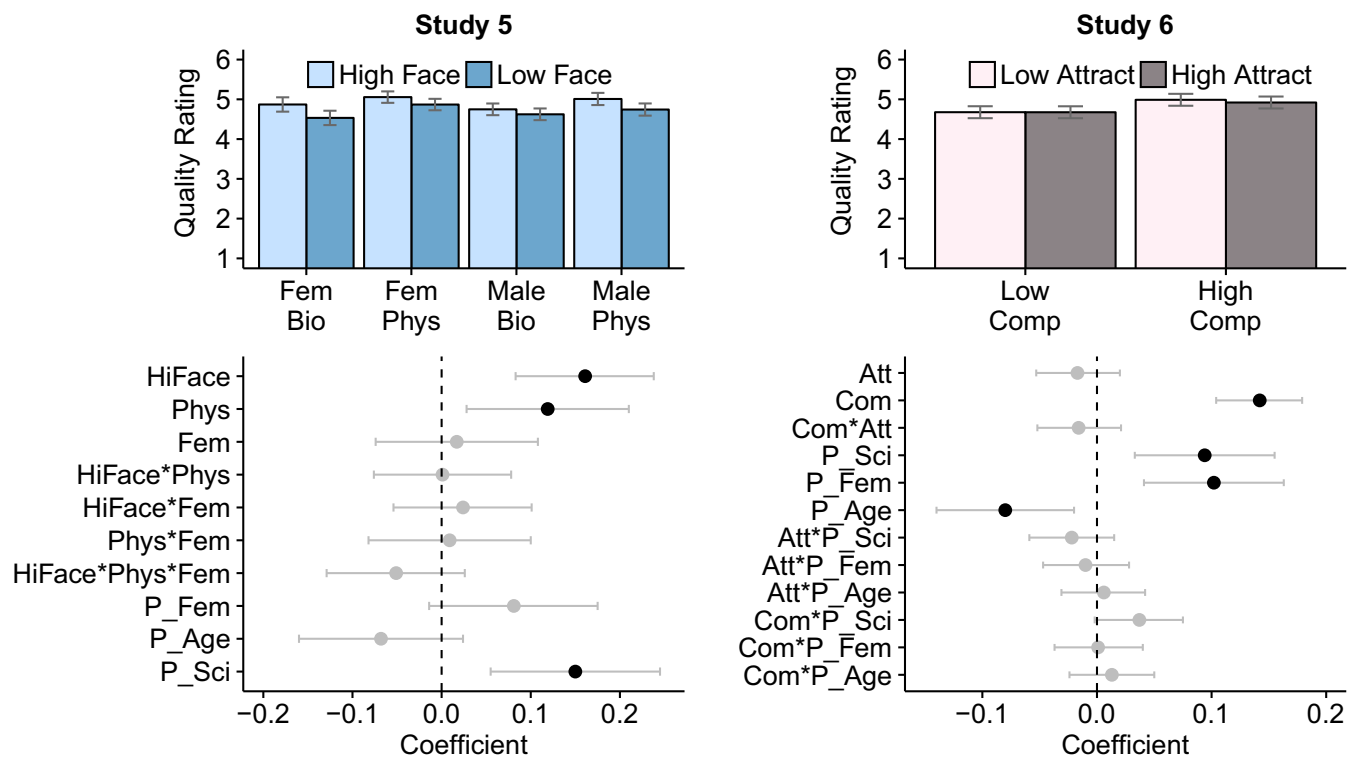 Study 5
Quality Rating
6
5
4
3
2
1
High Face
Low Face
Fem
Bio
Fem
Phys
Male
Bio
Male
Phys
HiFace
Phys
Fem
HiFace*Phys
HiFace*Fem
Phys*Fem
HiFace*Phys*Fem
P_Fem
P_Age
P_Sci
−0.2
−0.1
0.0
0.1
0.2
Coefficient
Study 6
Quality Rating
6
5
4
3
2
1
Low Attract
High Attract
Low
Comp
High
Comp
Att
Com
Com*Att
P_Sci
P_Fem
P_Age
Att*P_Sci
Att*P_Fem
Att*P_Age
Com*P_Sci
Com*P_Fem
Com*P_Age
−0.1
0.0
0.1
0.2
Coefficient